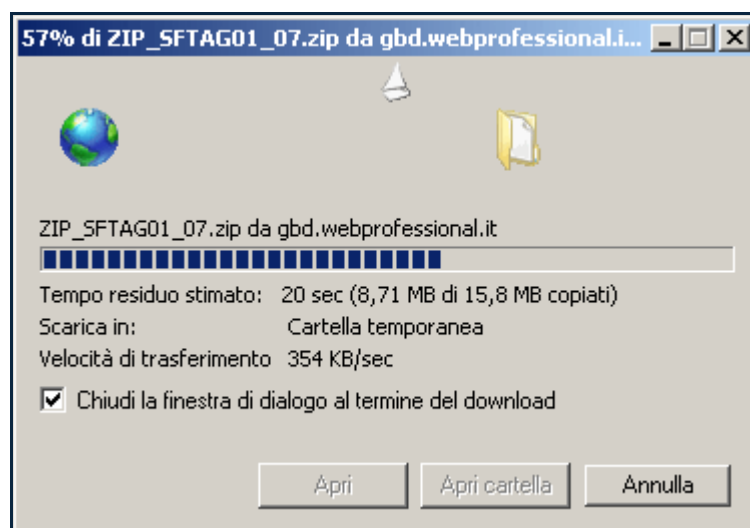 57% di ZIP_SFTAG01_07.zip da gbd.webprofessional.i...
ZIP_SFTAG01_07.zip da gbd.webprofessional.it
Tempo residuo stimato: 20 sec (8,71 MB di 15,8 MB copiati)
Scarica in: Cartella temporanea
Velocità di trasferimento 354 KB/sec
Chiudi la finestra di dialogo al termine del download
Apri Apri cartella Annulla